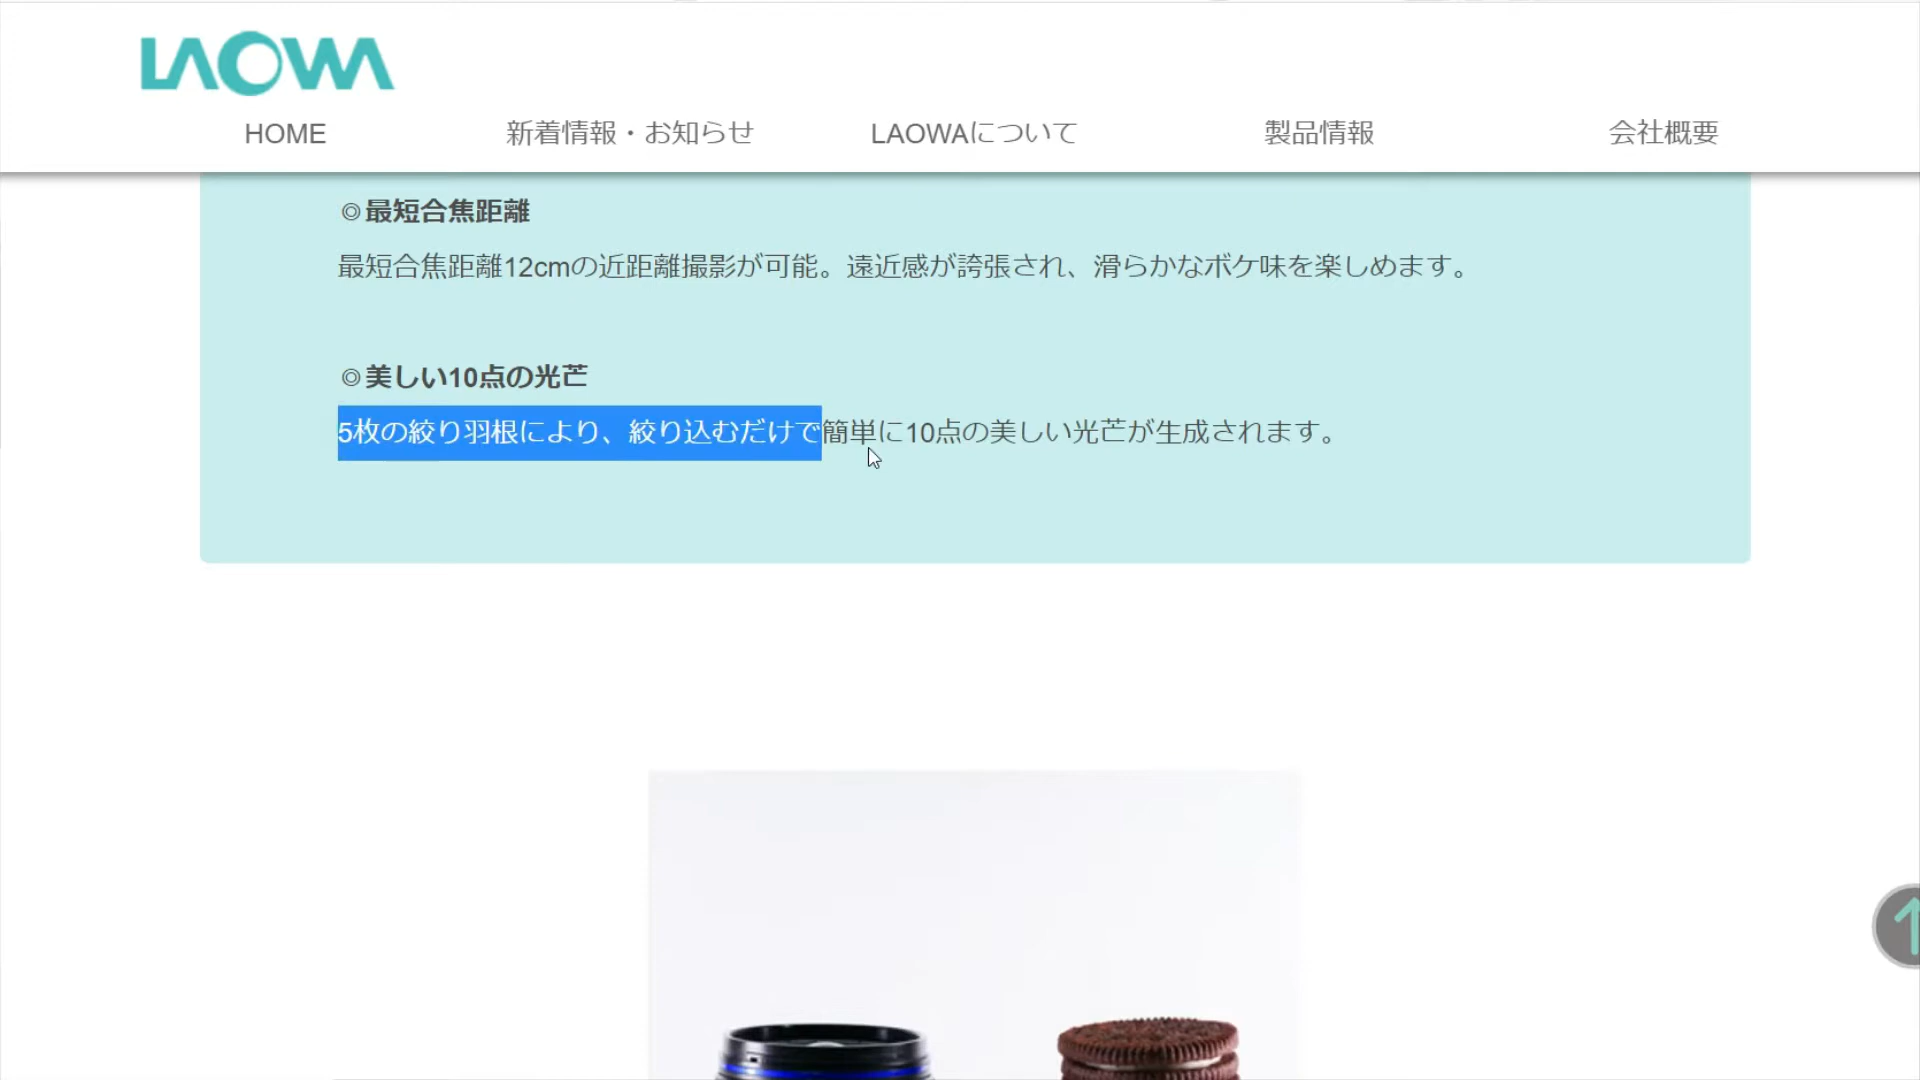 LAOWA
HOME 新着情報・お知らせ LAOWAについて 製品情報 会社概要
◎最短合焦距離
最短合焦距離12cmの近距離撮影が可能。遠近感が誇張され、滑らかなボケ味を楽しめます。
◎美しい10点の光芒
5枚の絞り羽根により、絞り込むだけで簡単に10点の美しい光芒が生成されます。